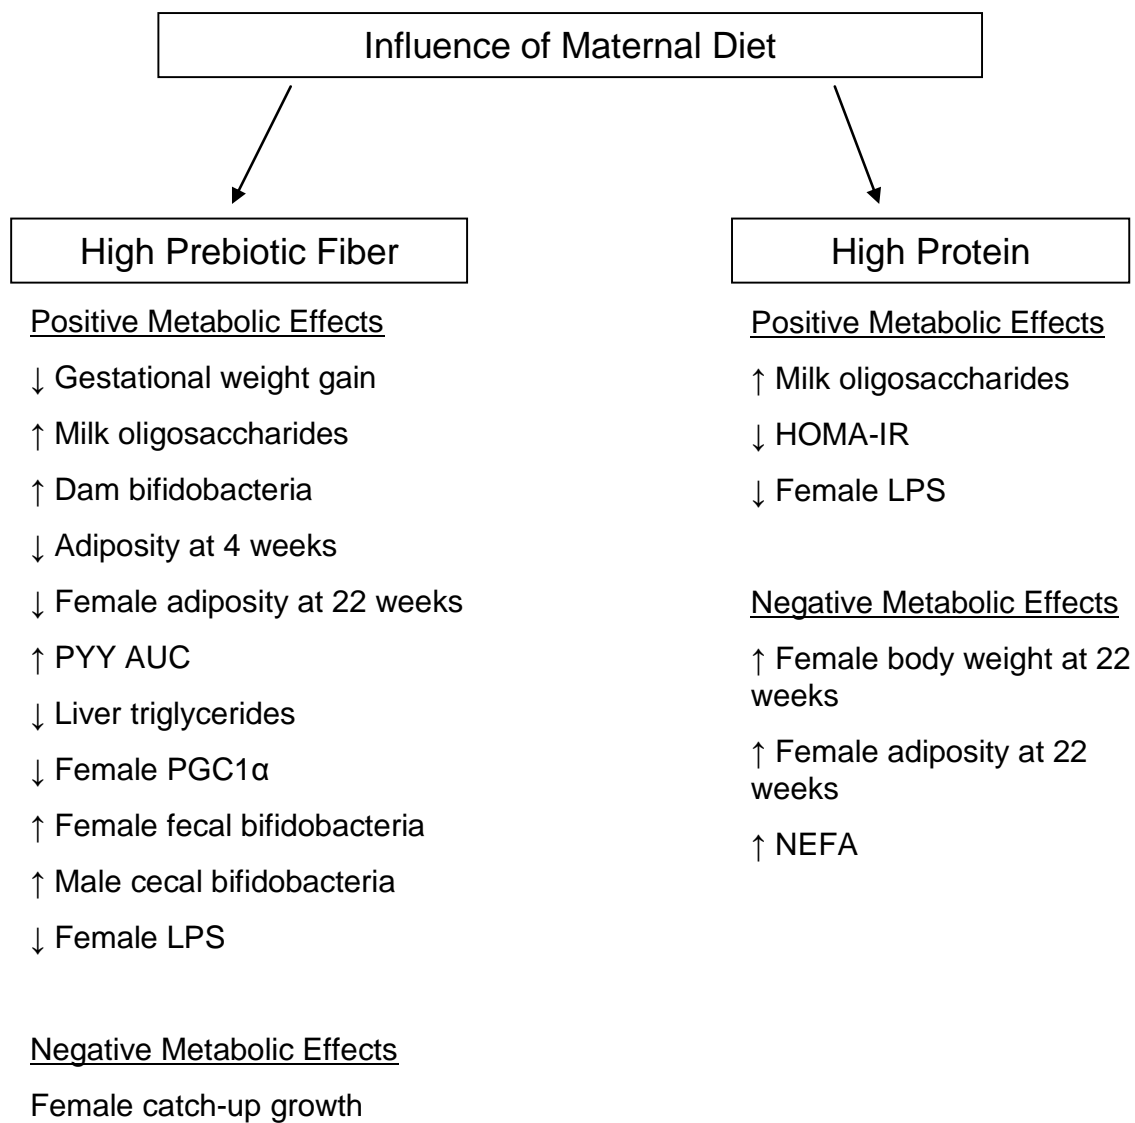 Influence of Maternal Diet
High Prebiotic Fiber
Positive Metabolic Effects
↓ Gestational weight gain
↑ Milk oligosaccharides
↑ Dam bifidobacteria
↓ Adiposity at 4 weeks
↓ Female adiposity at 22 weeks
↑ PYY AUC
↓ Liver triglycerides
↓ Female PGC1α
↑ Female fecal bifidobacteria
↑ Male cecal bifidobacteria
↓ Female LPS
Negative Metabolic Effects
Female catch-up growth
High Protein
Positive Metabolic Effects
↑ Milk oligosaccharides
↓ HOMA-IR
↓ Female LPS
Negative Metabolic Effects
↑ Female body weight at 22
weeks
↑ Female adiposity at 22
weeks
↑ NEFA